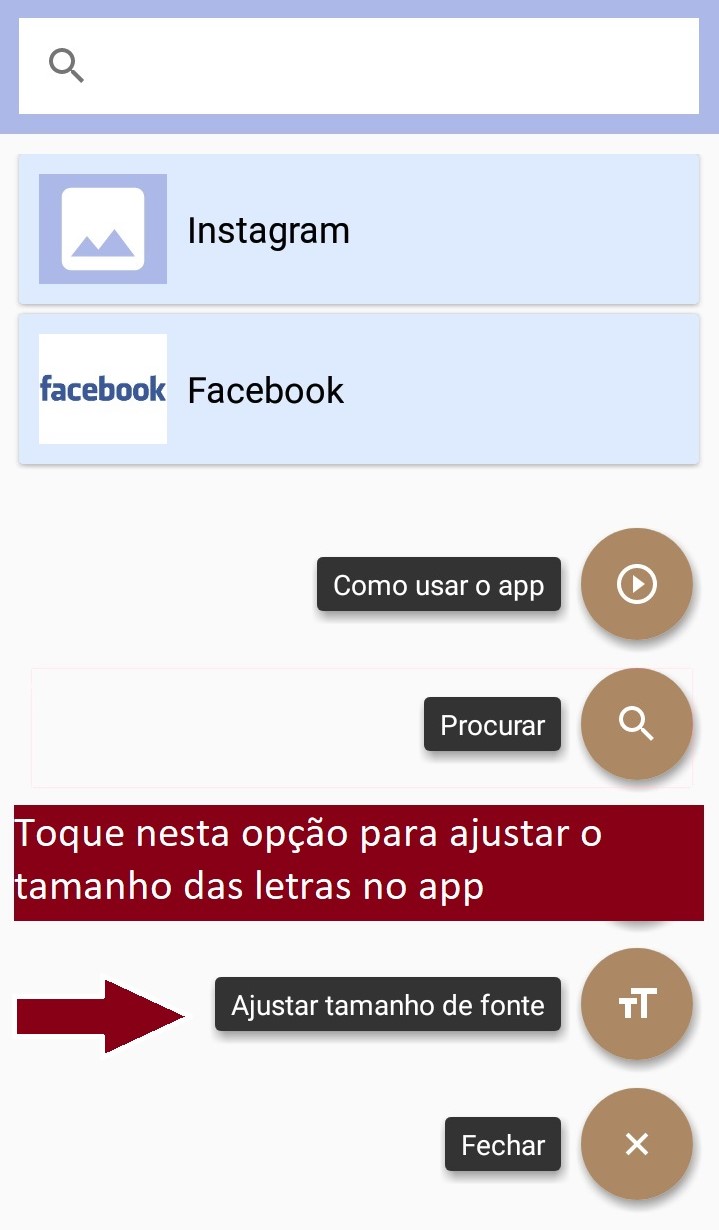 Instagram
facebook
Facebook
Como usar o app
Procurar
Toque nesta opção para ajustar o
tamanho das letras no app
Ajustar tamanho de fonte
Fechar